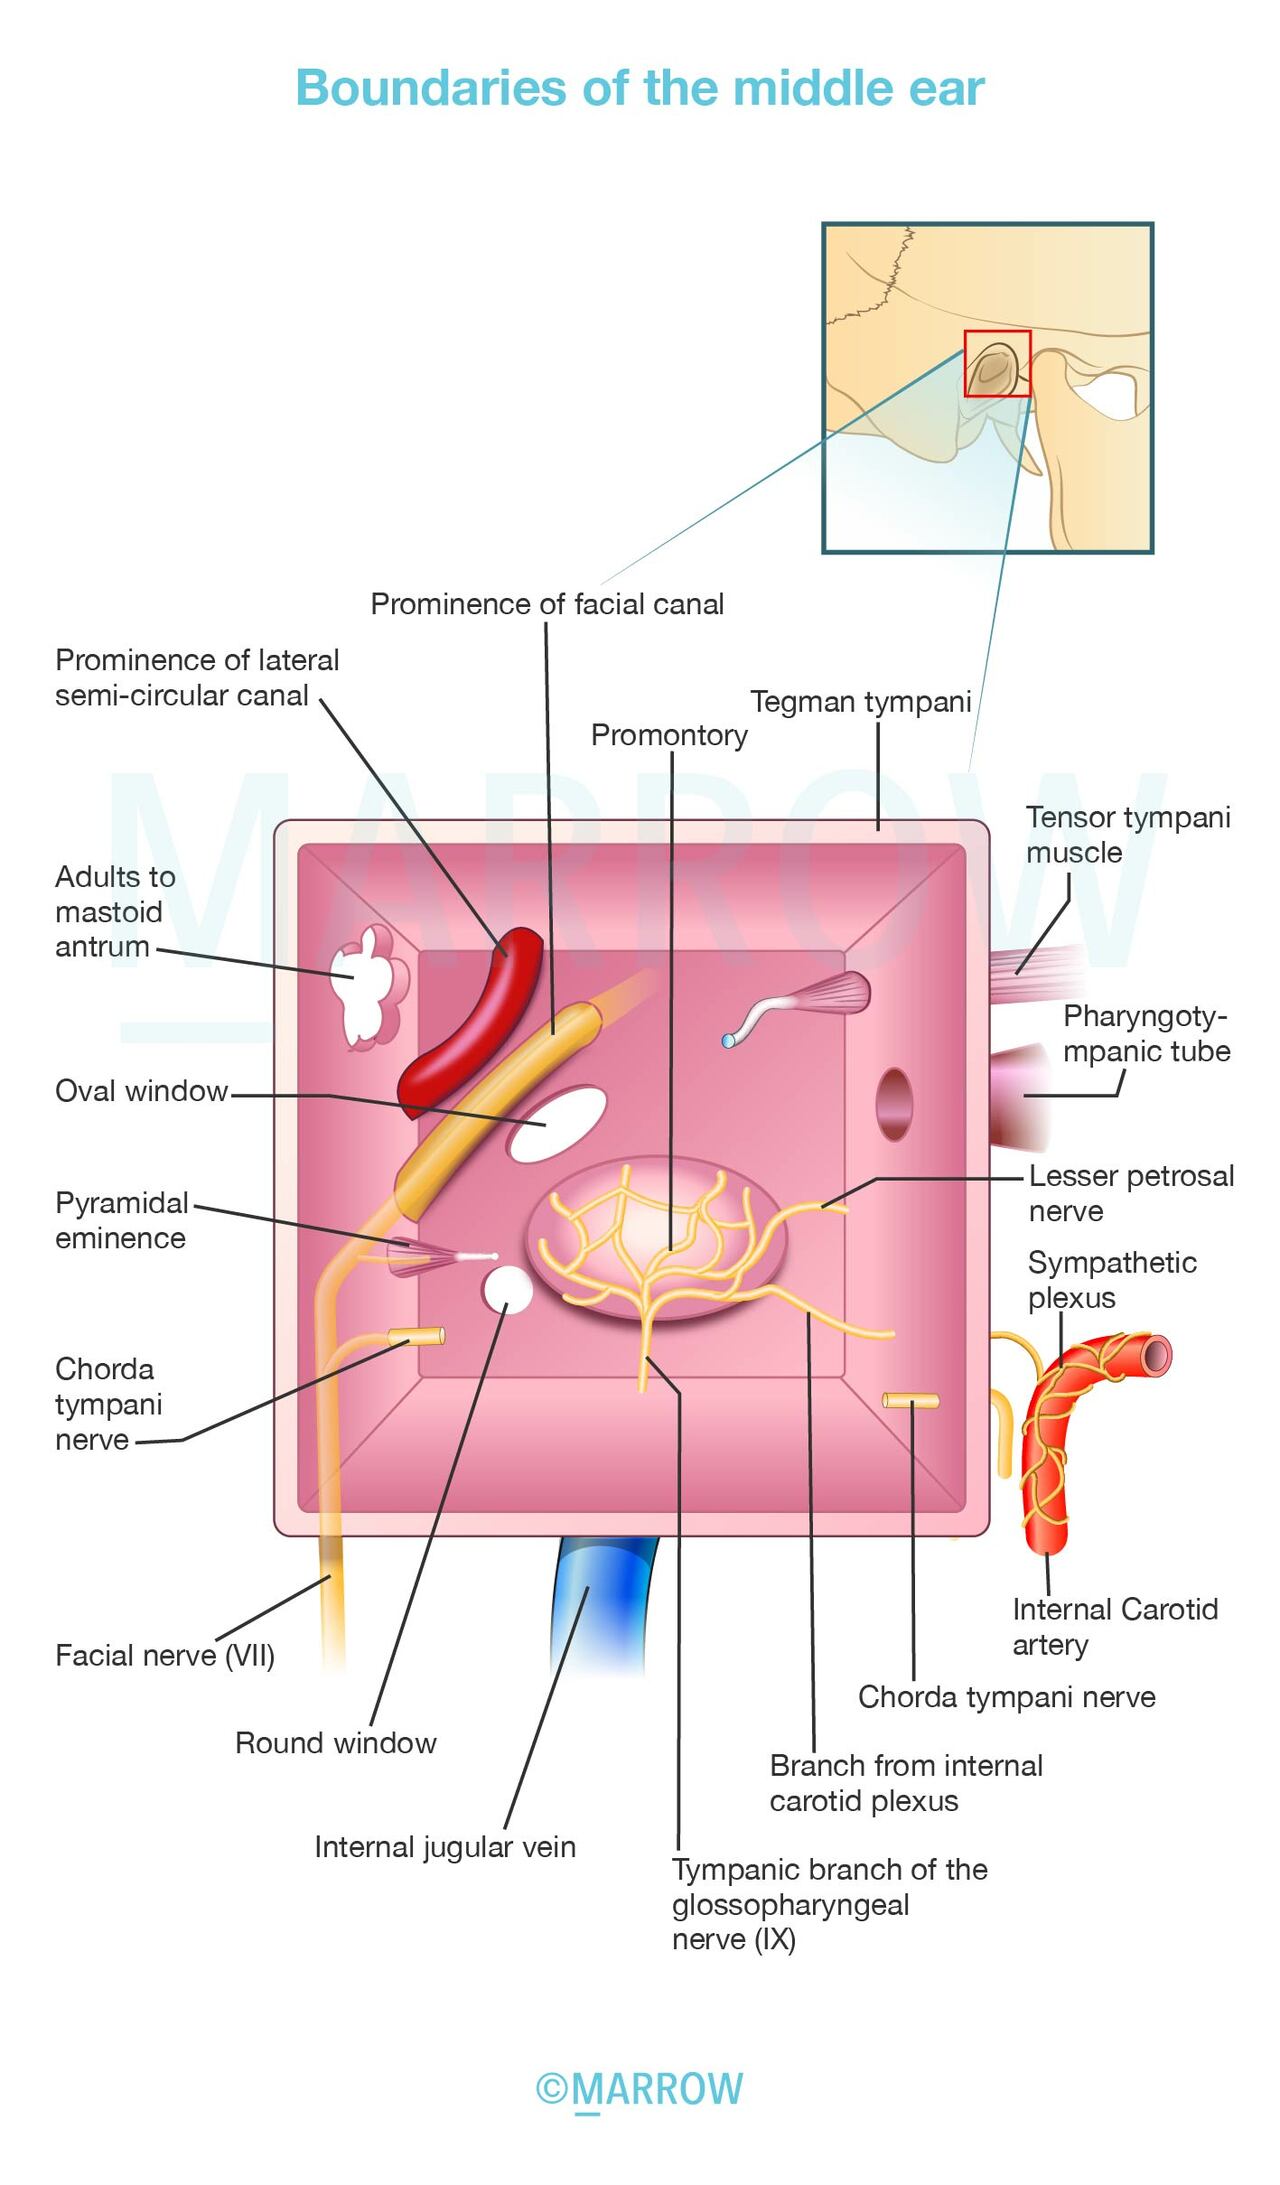 Boundaries of the middle ear
Prominence of facial canal
Prominence of lateral
semi-circular canal
Tegman tympani
Promontory
MARROW
Tensor tympani
muscle
Adults to
mastoid
antrum
Pharyngoty-
mpanic tube
Oval window
Lesser petrosal
nerve
Pyramidal
eminence
Sympathetic
plexus
Chorda
tympani
nerve
Internal Carotid
artery
Facial nerve (VII)
Chorda tympani nerve
Round window
Branch from internal
carotid plexus
Internal jugular vein
Tympanic branch of the
glossopharyngeal
nerve (IX)
©MARROW